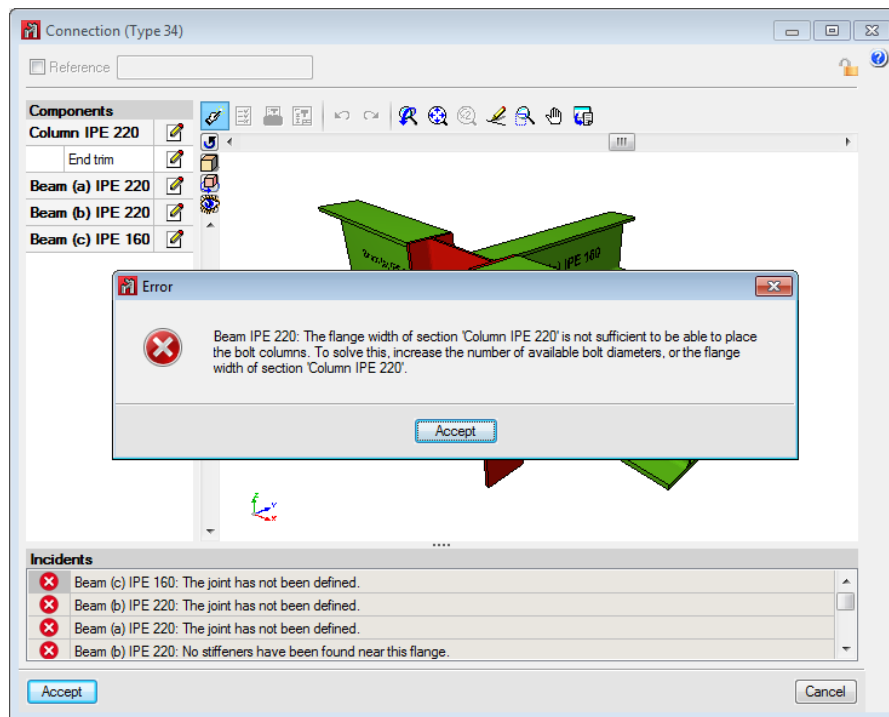 Connection (Type 34)
Reference
Components
Column IPE 220
End trim
Beam (a) IPE 220
Beam (b) IPE 220
Beam (c) IPE 160
IPE 160
Error
Beam IPE 220: The flange width of section 'Column IPE 220' is not sufficient to be able to place
the bolt columns. To solve this, increase the number of available bolt diameters, or the flange
width of section 'Column IPE 220'.
Accept
Incidents
Beam (c) IPE 160: The joint has not been defined.
Beam (b) IPE 220: The joint has not been defined.
Beam (a) IPE 220: The joint has not been defined.
Beam (b) IPE 220: No stiffeners have been found near this flange.
Accept
Cancel